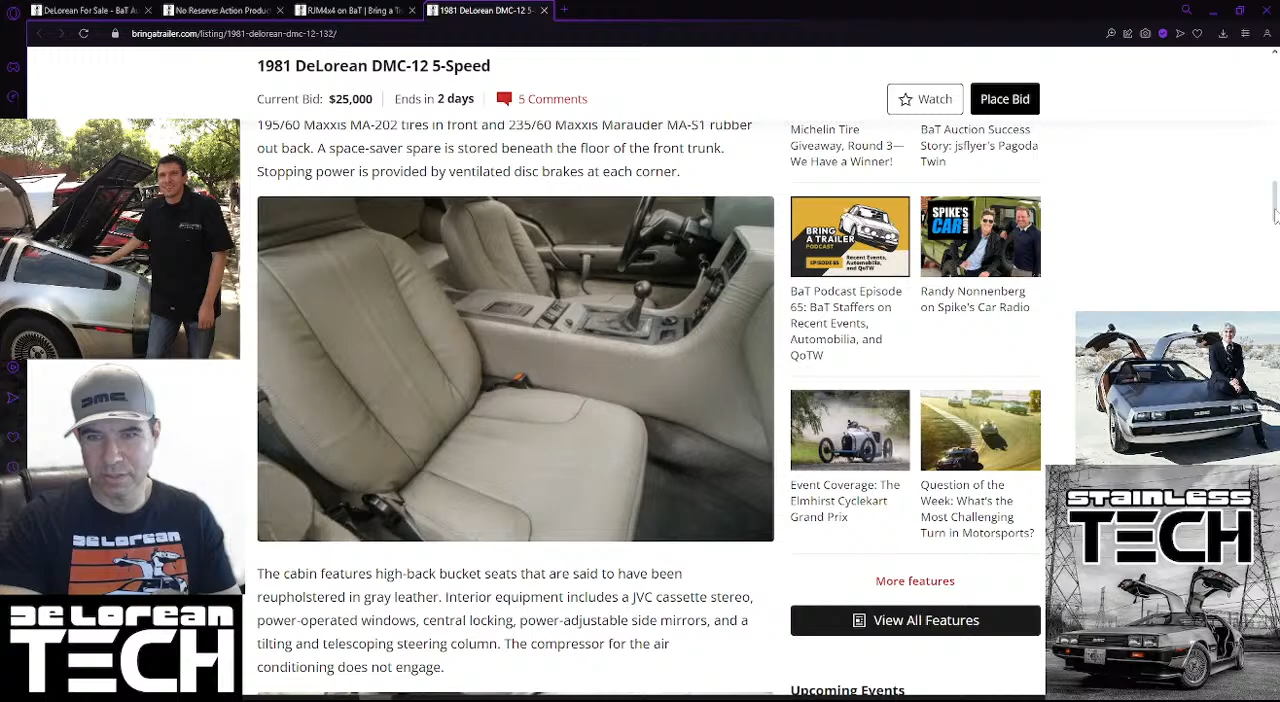 DeLorean For Sale - BaT Au
No Reserve: Action Produc
RJM4x4 on BaT | Bring a Tr
1981 DeLorean DMC-12 5-
bringatrailer.com/listing/1981-delorean-dmc-12-132/
1981 DeLorean DMC-12 5-Speed
Current Bid: $25,000
Ends in 2 days
5 Comments
Watch
Place Bid
195/60 Maxxis MA-202 tires in front and 235/60 Maxxis Marauder MA-S1 rubber
out back. A space-saver spare is stored beneath the floor of the front trunk.
Stopping power is provided by ventilated disc brakes at each corner.
The cabin features high-back bucket seats that are said to have been
reupholstered in gray leather. Interior equipment includes a JVC cassette stereo,
power-operated windows, central locking, power-adjustable side mirrors, and a
tilting and telescoping steering column. The compressor for the air
conditioning does not engage.
Michelin Tire
Giveaway, Round 3—
We Have a Winner!
BaT Auction Success
Story: jsflyer's Pagoda
Twin
BRING
A TRAILER
PODCAST
EPISODE 65
Recent Events,
Automobilia,
and QoTW
SPIKE'S
CAR
RADIO
BaT Podcast Episode
65: BaT Staffers on
Recent Events,
Automobilia, and
QoTW
Randy Nonnenberg
on Spike's Car Radio
Event Coverage: The
Elmhirst Cyclekart
Grand Prix
Question of the
Week: What's the
Most Challenging
Turn in Motorsports?
More features
View All Features
Upcoming Events
DMC
DELOREAN
DELOREAN
TECH
STAINLESS
TECH